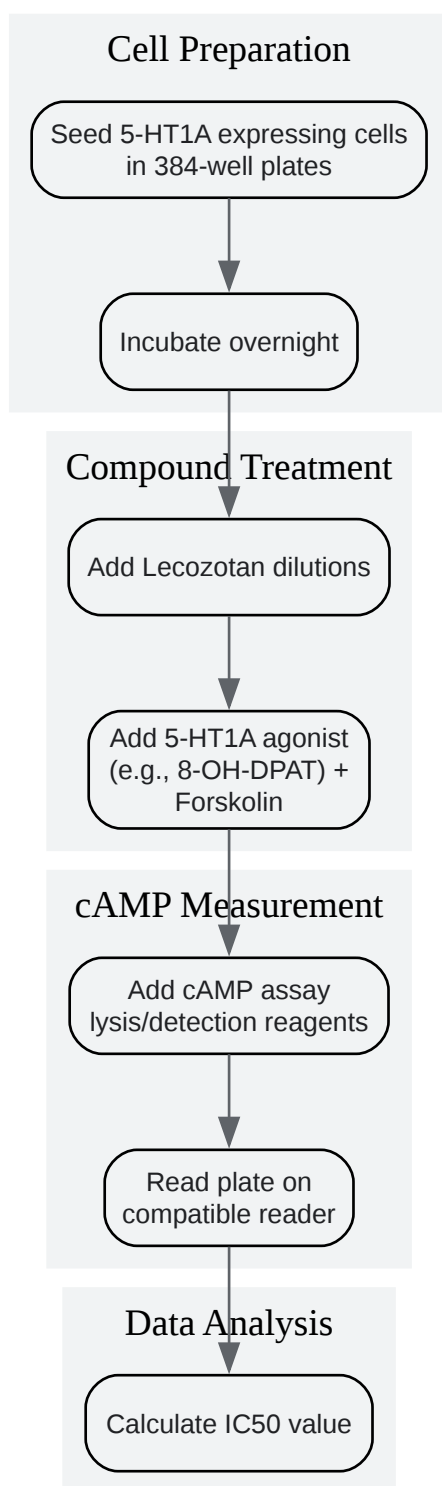 Cell Preparation
Seed 5-HT1A expressing cells
in 384-well plates
Incubate overnight
Compound Treatment
Add Lecozotan dilutions
Add 5-HT1A agonist
(e.g., 8-OH-DPAT) +
Forskolin
cAMP Measurement
Add cAMP assay
lysis/detection reagents
Read plate on
compatible reader
Data Analysis
Calculate IC50 value